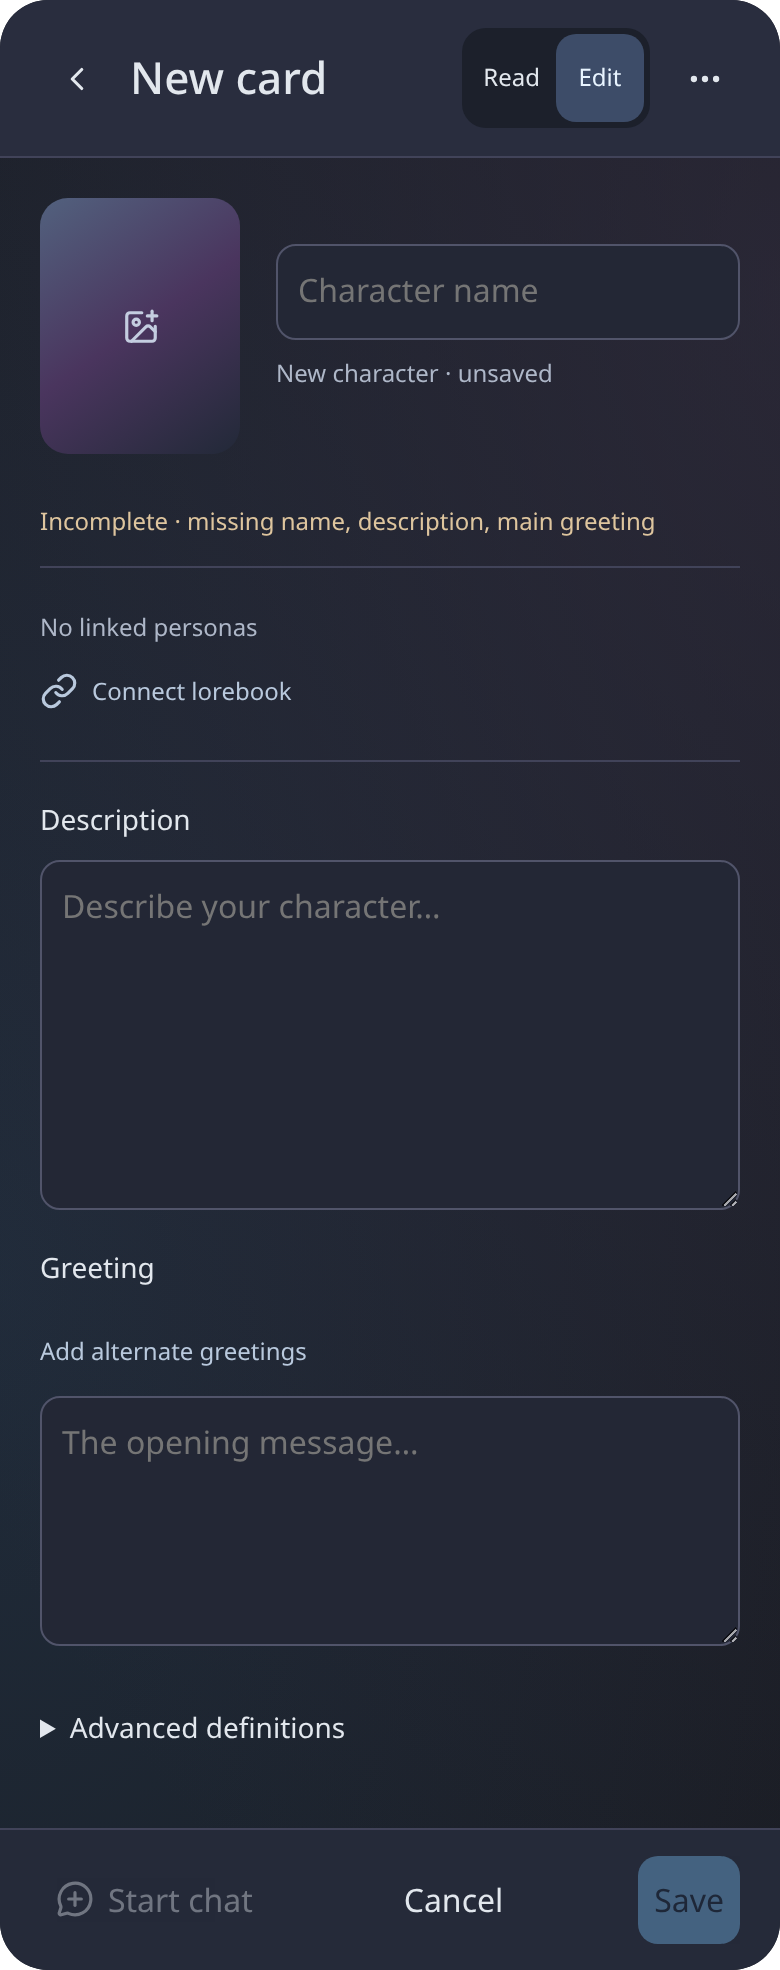 New card
Read
Edit
Character name
New character · unsaved
Incomplete · missing name, description, main greeting
No linked personas
Connect lorebook
Description
Describe your character...
Greeting
Add alternate greetings
The opening message...
Advanced definitions
Start chat
Cancel
Save